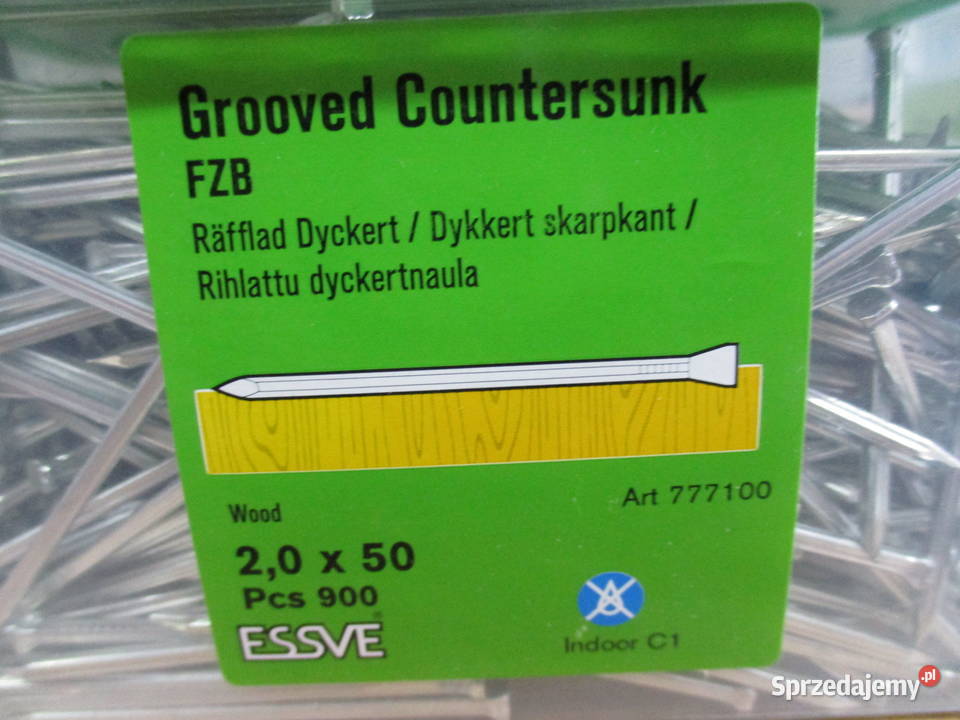 Grooved Countersunk
FZB
Räfflad Dyckert / Dykkert skarpkant /
Rihlattu dyckertnaula
Art 777100
Wood
2,0 x 50
Pcs 900
ESSVE®
Indoor C1
Sprzedajemy.pl